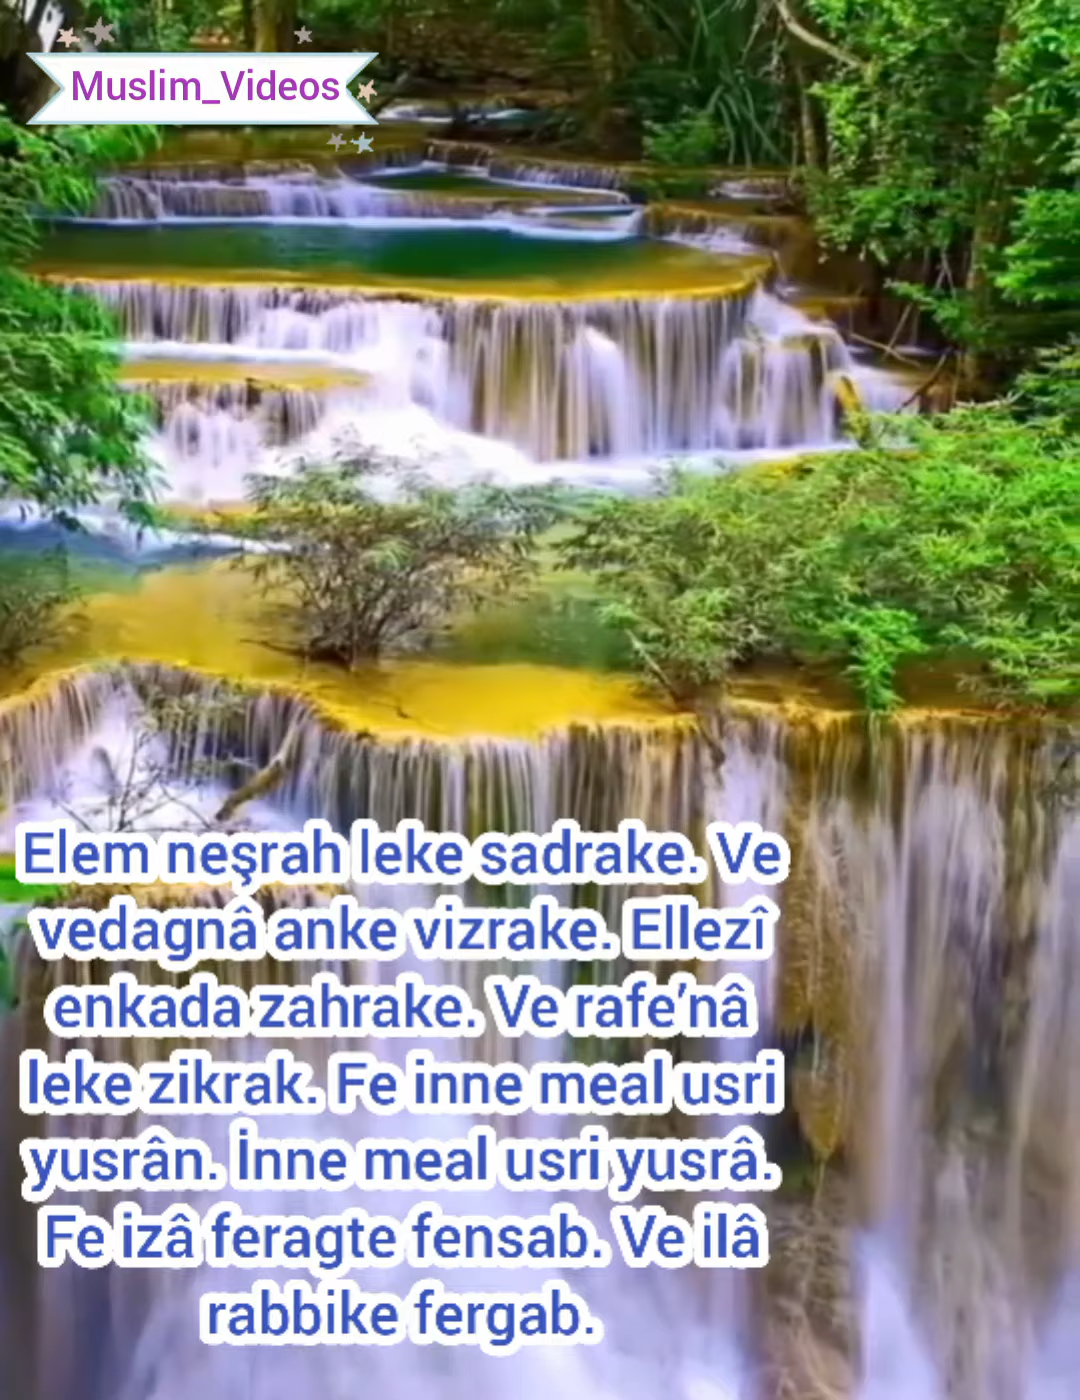 Muslim_Videos
Elem neşrah leke sadrake. Ve
vedagnâ anke vizrake. Ellezî
enkada zahrake. Ve rafe’nâ
leke zikrak. Fe inne meal usri
yusrân. İnne meal usri yusrâ.
Fe izâ feragte fensab. Ve ilâ
rabbike fergab.